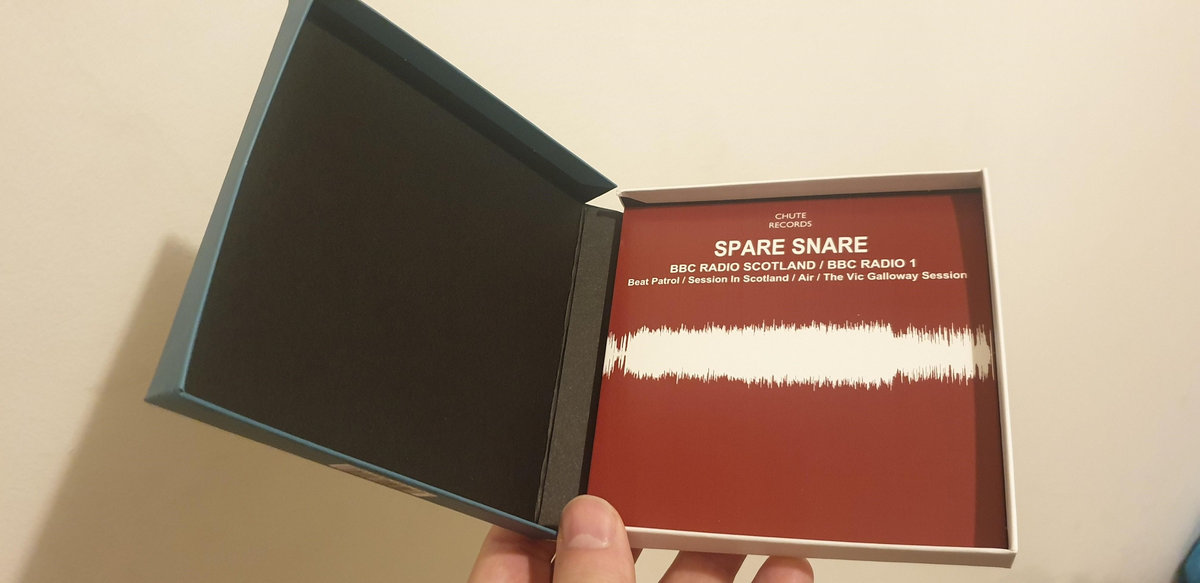 CHUTE
RECORDS
SPARE SNARE
BBC RADIO SCOTLAND / BBC RADIO 1
Beat Patrol / Session In Scotland / Air / The Vic Galloway Session